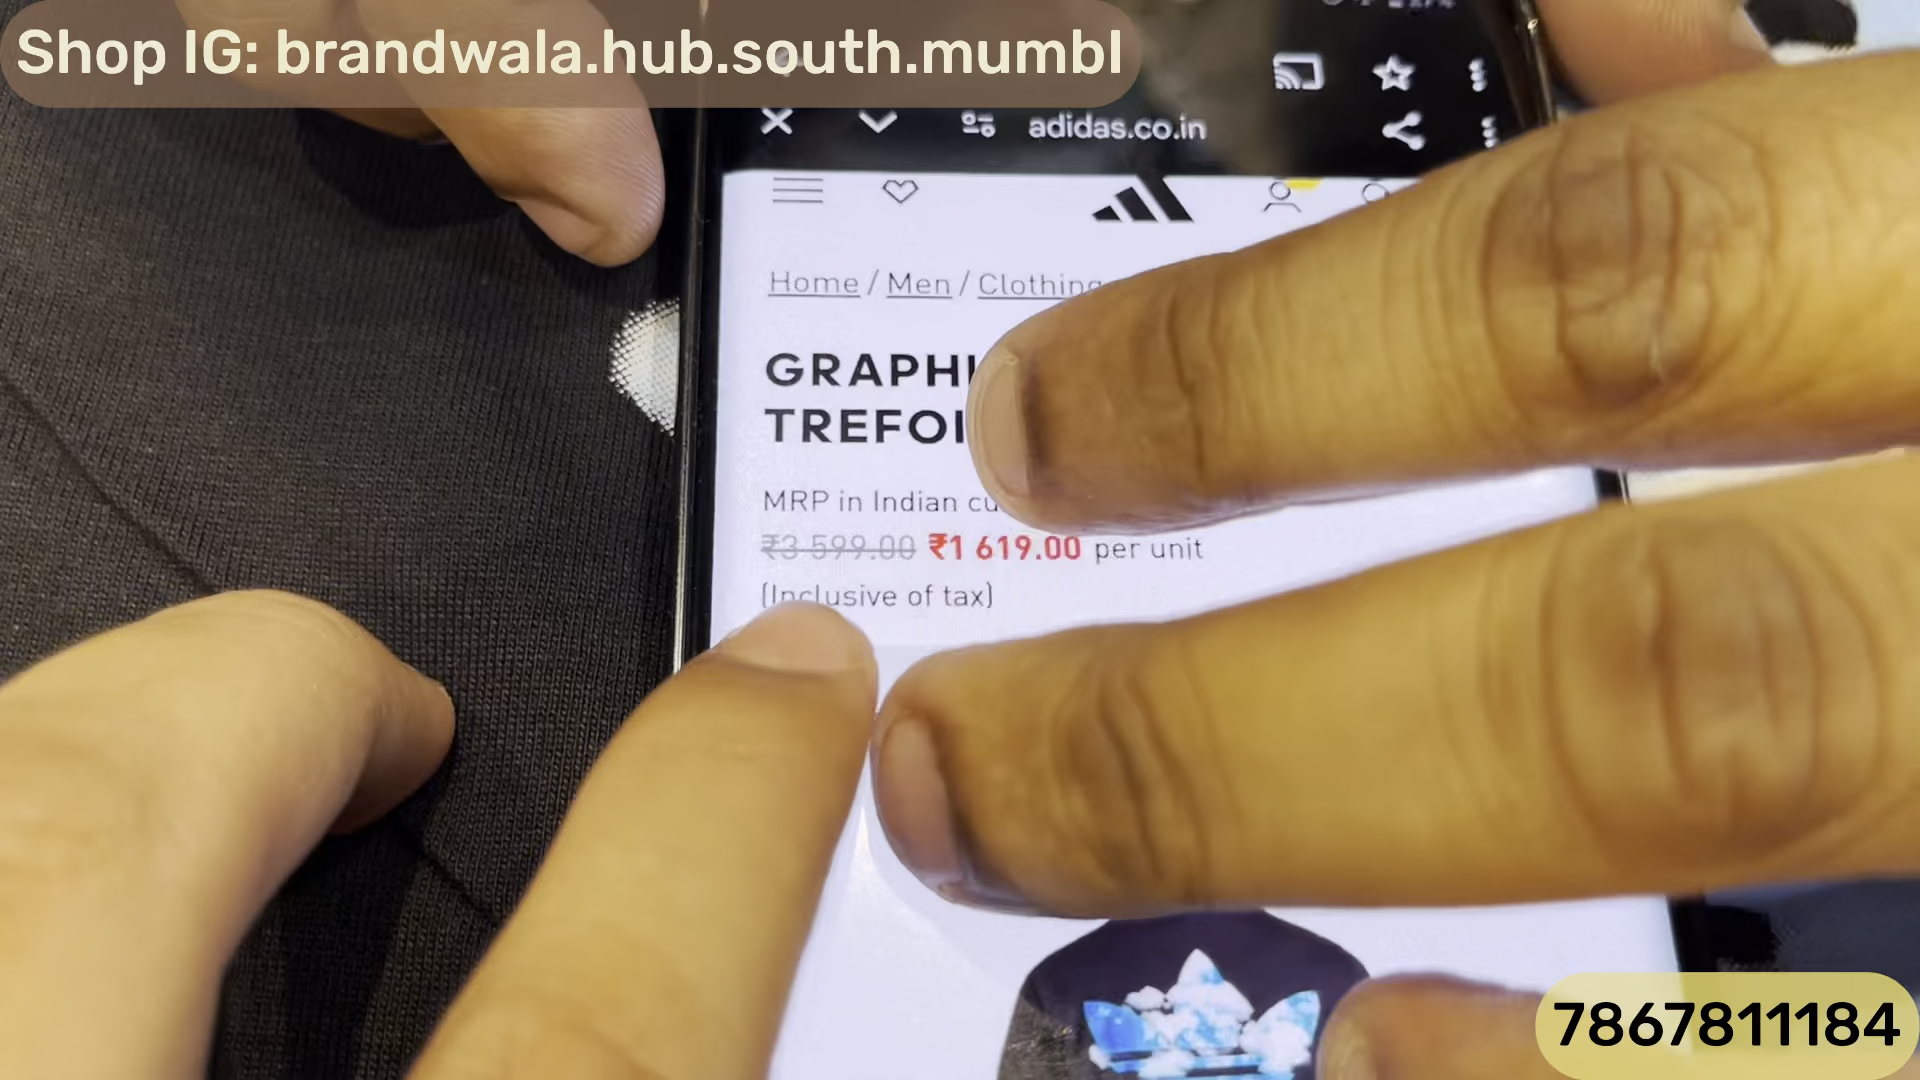 Shop IG: brandwala.hub.south.mumbl
adidas.co.in
Home / Men / Clothing
GRAPHI
TREFOI
MRP in Indian cu
₹3 599.00 ₹1 619.00 per unit
(Inclusive of tax)
7867811184